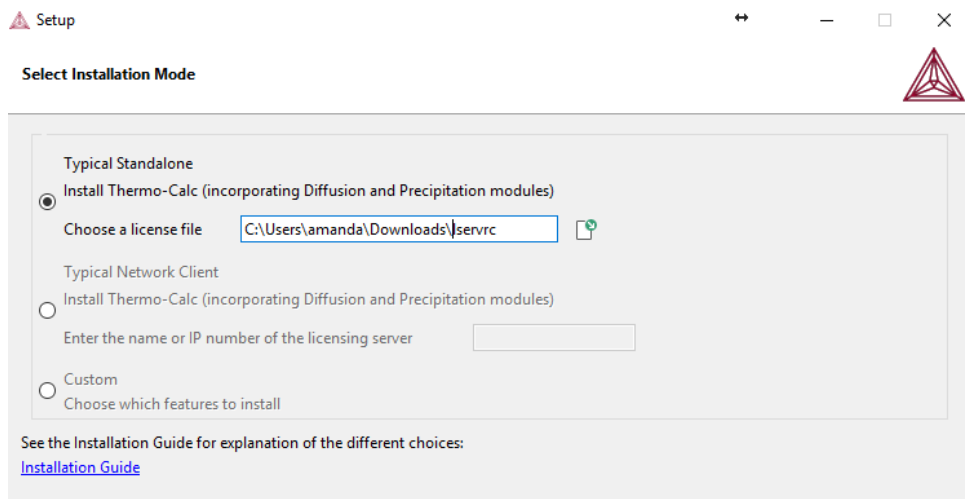 Setup
Select Installation Mode
Typical Standalone
Install Thermo-Calc (incorporating Diffusion and Precipitation modules)
Choose a license file C:\Users\amanda\Downloads\lservrc
Typical Network Client
Install Thermo-Calc (incorporating Diffusion and Precipitation modules)
Enter the name or IP number of the licensing server
Custom
Choose which features to install
See the Installation Guide for explanation of the different choices:
Installation Guide